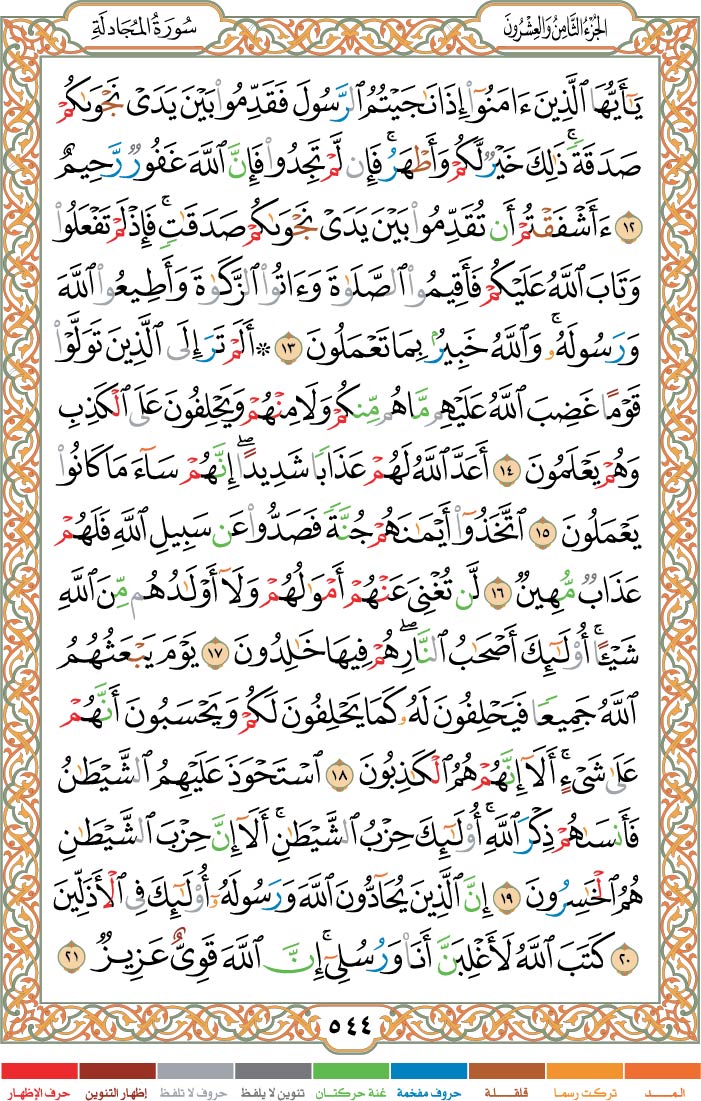 الجُزْءُ الثَّامِنُ وَالعِشْرُونَ
سُورَةُ المُجَادلَةِ
يَٰٓأَيُّهَا ٱلَّذِينَ ءَامَنُوٓا۟ إِذَا نَٰجَيْتُمُ ٱلرَّسُولَ فَقَدِّمُوا۟ بَيْنَ يَدَىْ نَجْوَىٰكُمْ
صَدَقَةً ۚ ذَٰلِكَ خَيْرٌ لَّكُمْ وَأَطْهَرُ ۚ فَإِن لَّمْ تَجِدُوا۟ فَإِنَّ ٱللَّهَ غَفُورٌ رَّحِيمٌ
١٢ ءَأَشْفَقْتُمْ أَن تُقَدِّمُوا۟ بَيْنَ يَدَىْ نَجْوَىٰكُمْ صَدَقَٰتٍ ۚ فَإِذْ لَمْ تَفْعَلُوا۟
وَتَابَ ٱللَّهُ عَلَيْكُمْ فَأَقِيمُوا۟ ٱلصَّلَوٰةَ وَءَاتُوا۟ ٱلزَّكَوٰةَ وَأَطِيعُوا۟ ٱللَّهَ
وَرَسُولَهُۥ ۚ وَٱللَّهُ خَبِيرٌۢ بِمَا تَعْمَلُونَ ١٣ ۞ أَلَمْ تَرَ إِلَى ٱلَّذِينَ تَوَلَّوْا۟
قَوْمًا غَضِبَ ٱللَّهُ عَلَيْهِم مَّا هُم مِّنكُمْ وَلَا مِنْهُمْ وَيَحْلِفُونَ عَلَى ٱلْكَذِبِ
وَهُمْ يَعْلَمُونَ ١٤ أَعَدَّ ٱللَّهُ لَهُمْ عَذَابًا شَدِيدًا ۖ إِنَّهُمْ سَآءَ مَا كَانُوا۟
يَعْمَلُونَ ١٥ ٱتَّخَذُوٓا۟ أَيْمَٰنَهُمْ جُنَّةً فَصَدُّوا۟ عَن سَبِيلِ ٱللَّهِ فَلَهُمْ
عَذَابٌ مُّهِينٌ ١٦ لَّن تُغْنِىَ عَنْهُمْ أَمْوَٰلُهُمْ وَلَآ أَوْلَٰدُهُم مِّنَ ٱللَّهِ
شَيْـًٔا ۚ أُو۟لَٰٓئِكَ أَصْحَٰبُ ٱلنَّارِ ۖ هُمْ فِيهَا خَٰلِدُونَ ١٧ يَوْمَ يَبْعَثُهُمُ
ٱللَّهُ جَمِيعًا فَيَحْلِفُونَ لَهُۥ كَمَا يَحْلِفُونَ لَكُمْ وَيَحْسَبُونَ أَنَّهُمْ
عَلَىٰ شَىْءٍ ۚ أَلَآ إِنَّهُمْ هُمُ ٱلْكَٰذِبُونَ ١٨ ٱسْتَحْوَذَ عَلَيْهِمُ ٱلشَّيْطَٰنُ
فَأَنسَىٰهُمْ ذِكْرَ ٱللَّهِ ۚ أُو۟لَٰٓئِكَ حِزْبُ ٱلشَّيْطَٰنِ ۚ أَلَآ إِنَّ حِزْبَ ٱلشَّيْطَٰنِ
هُمُ ٱلْخَٰسِرُونَ ١٩ إِنَّ ٱلَّذِينَ يُحَآدُّونَ ٱللَّهَ وَرَسُولَهُۥٓ أُو۟لَٰٓئِكَ فِى ٱلْأَذَلِّينَ
٢٠ كَتَبَ ٱللَّهُ لَأَغْلِبَنَّ أَنَا۠ وَرُسُلِىٓ ۚ إِنَّ ٱللَّهَ قَوِىٌّ عَزِيزٌ ٢١
٥٤٤
المـــد تركت رسما قلقـــلة حروف مفخمة غنة حركتان تنوين لا يلفظ حروف لا تلفظ إظهار التنوين حرف الإظهار